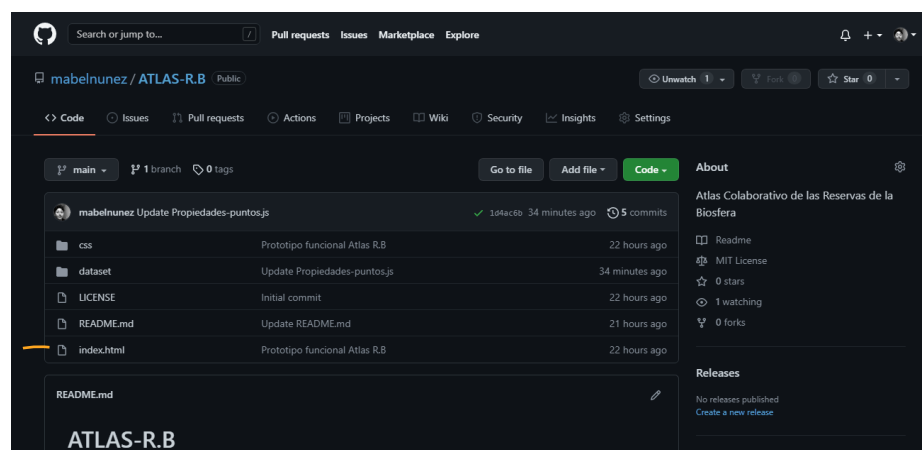 Search or jump to... / Pull requests Issues Marketplace Explore
mabelnunez / ATLAS-R.B Public Unwatch 1 Fork 0 Star 0
<> Code Issues Pull requests Actions Projects Wiki Security Insights Settings
main 1 branch 0 tags Go to file Add file Code
mabelnunez Update Propiedades-puntos.js 1d4ac6b 34 minutes ago 5 commits
css Prototipo funcional Atlas R.B 22 hours ago
dataset Update Propiedades-puntos.js 34 minutes ago
LICENSE Initial commit 22 hours ago
README.md Update README.md 21 hours ago
index.html Prototipo funcional Atlas R.B 22 hours ago
README.md
ATLAS-R.B
About
Atlas Colaborativo de las Reservas de la
Biosfera
Readme
MIT License
0 stars
1 watching
0 forks
Releases
No releases published
Create a new release